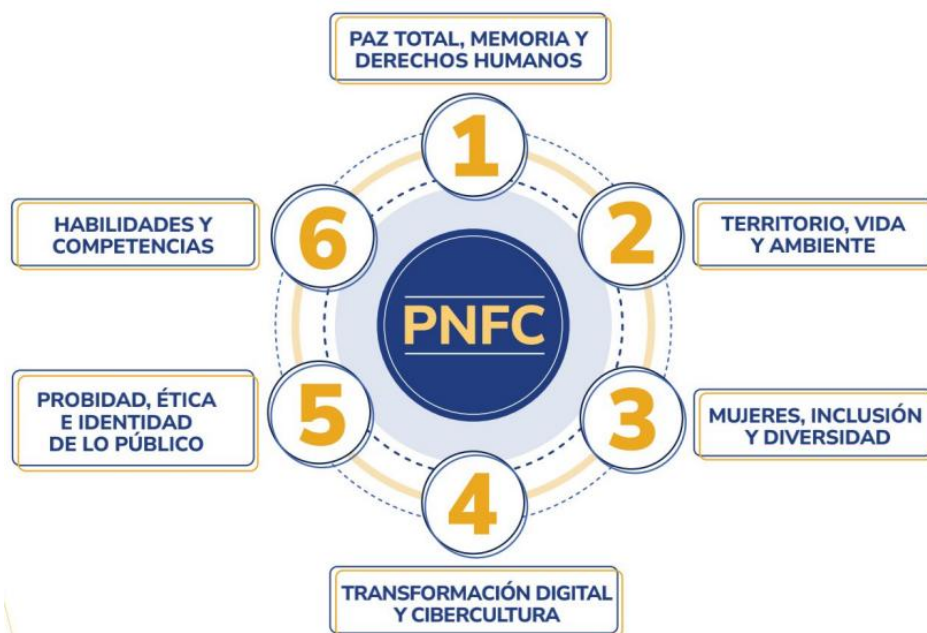 PAZ TOTAL, MEMORIA Y
DERECHOS HUMANOS
1
2
TERRITORIO, VIDA
Y AMBIENTE
3
MUJERES, INCLUSIÓN
Y DIVERSIDAD
4
TRANSFORMACIÓN DIGITAL
Y CIBERCULTURA
5
PROBIDAD, ÉTICA
E IDENTIDAD
DE LO PÚBLICO
6
HABILIDADES Y
COMPETENCIAS
PNFC